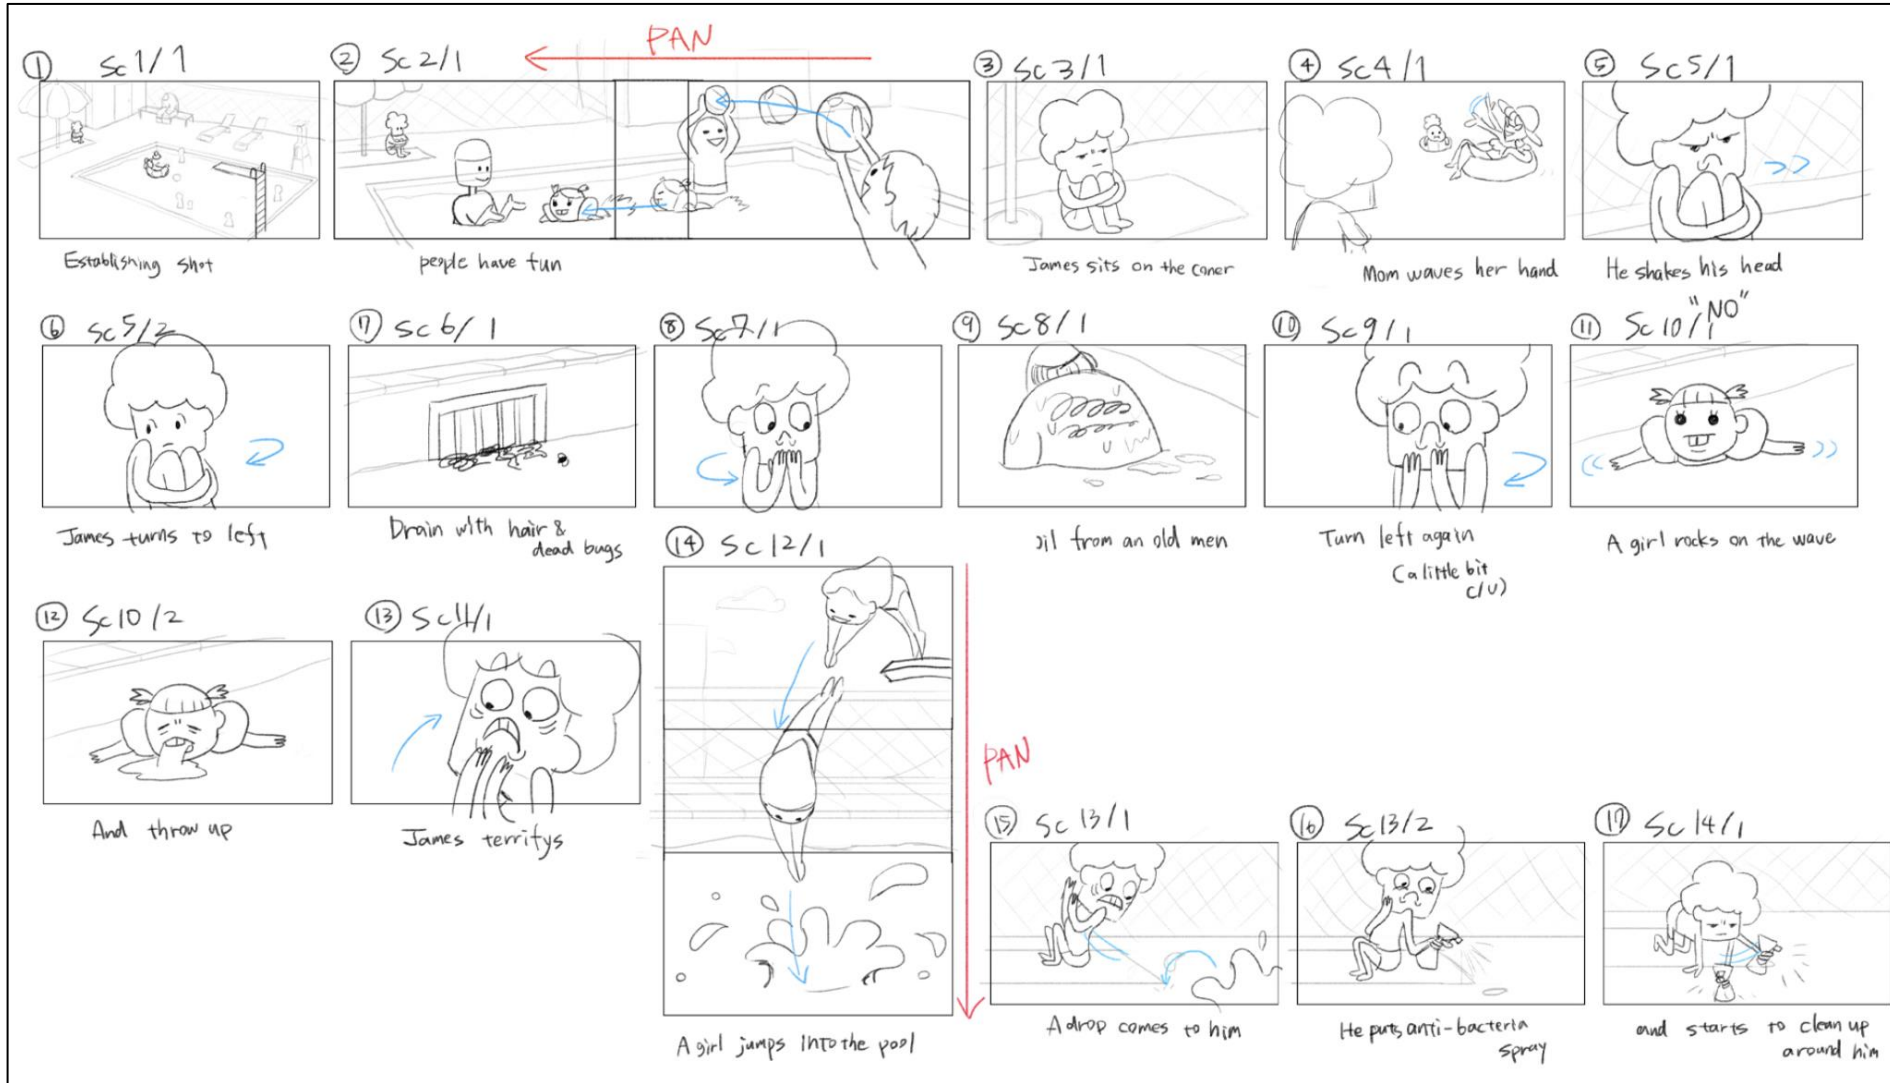 ① Sc 1/1
② Sc 2/1
PAN
③ Sc 3/1
④ Sc 4/1
⑤ Sc 5/1
Establishing shot
people have fun
James sits on the coner
Mom waves her hand
He shakes his head
"NO"
⑥ Sc 5/2
⑦ Sc 6/1
⑧ Sc 7/1
⑨ Sc 8/1
⑩ Sc 9/1
⑪ Sc 10/1
James turns to left
Drain with hair &
dead bugs
oil from an old men
Turn left again
(a little bit
c/u)
A girl rocks on the wave
⑫ Sc 10/2
⑬ Sc 11/1
⑭ Sc 12/1
PAN
And throw up
James terrifys
A girl jumps into the pool
⑮ Sc 13/1
⑯ Sc 13/2
⑰ Sc 14/1
A drop comes to him
He puts anti-bacteria
spray
and starts to clean up
around him